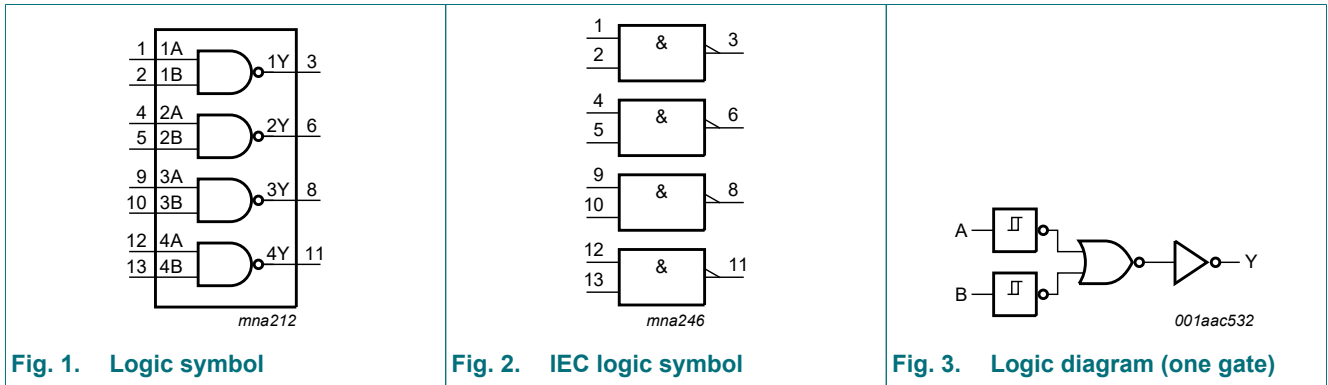 1 1A
1Y 3
2 1B
4 2A
2Y 6
5 2B
9 3A
3Y 8
10 3B
12 4A
4Y 11
13 4B
mna212
Fig. 1. Logic symbol
1
&
3
2
4
&
6
5
9
&
8
10
12
&
11
13
mna246
Fig. 2. IEC logic symbol
A
B
Y
001aac532
Fig. 3. Logic diagram (one gate)